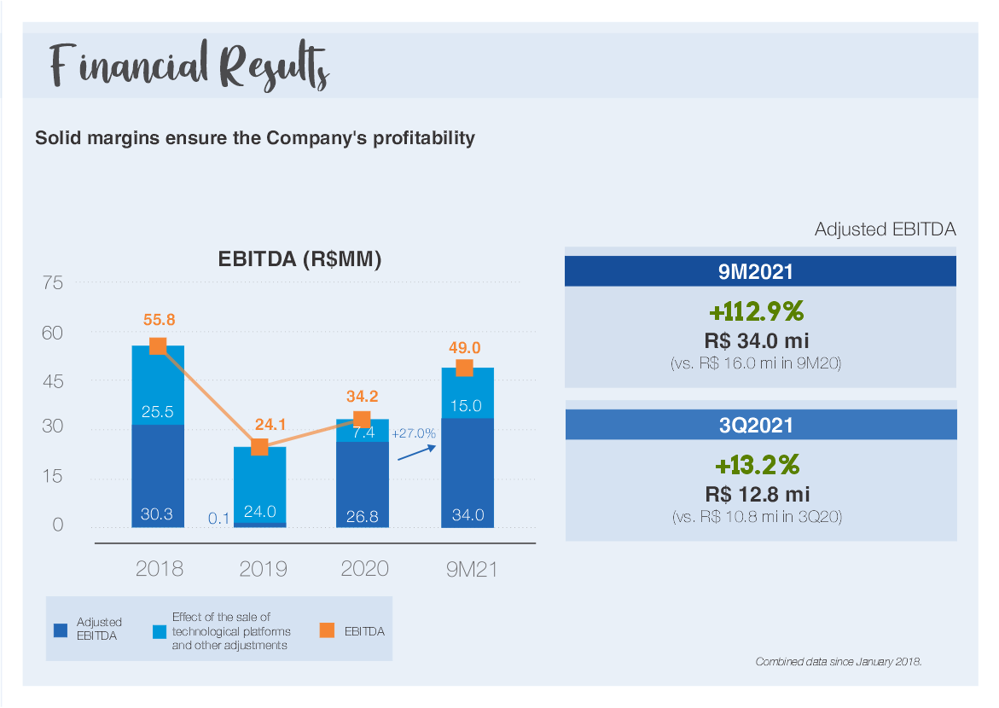 Financial Results
Solid margins ensure the Company's profitability
EBITDA (R$MM)
75
60
45
30
15
0
55.8
25.5
30.3
24.1
0.1
24.0
34.2
7.4
26.8
+27.0%
49.0
15.0
34.0
2018
2019
2020
9M21
Adjusted
EBITDA
Effect of the sale of
technological platforms
and other adjustments
EBITDA
Adjusted EBITDA
9M2021
+112.9%
R$ 34.0 mi
(vs. R$ 16.0 mi in 9M20)
3Q2021
+13.2%
R$ 12.8 mi
(vs. R$ 10.8 mi in 3Q20)
Combined data since January 2018.